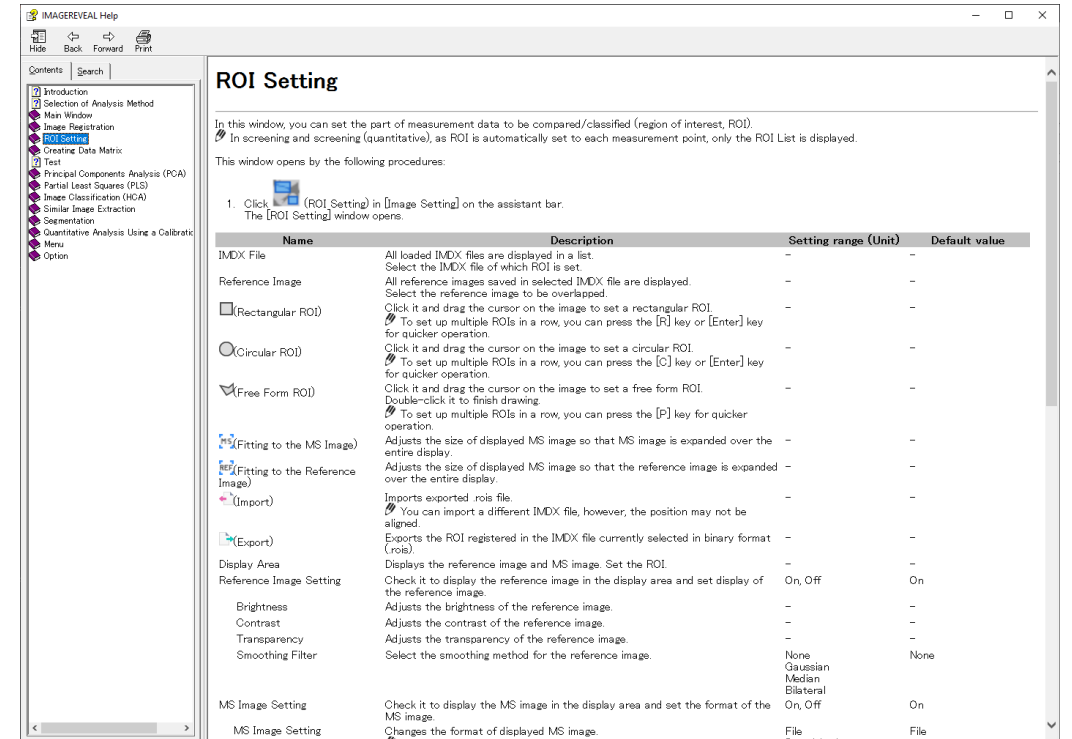 IMAGEREVEAL Help
Hide Back Forward Print
Contents Search
Introduction
Selection of Analysis Method
Main Window
Image Registration
ROI Setting
Creating Data Matrix
Test
Principal Components Analysis (PCA)
Partial Least Squares (PLS)
Image Classification (HCA)
Similar Image Extraction
Segmentation
Quantitative Analysis Using a Calibratic
Menu
Option
ROI Setting
In this window, you can set the part of measurement data to be compared/classified (region of interest, ROI).
In screening and screening (quantitative), as ROI is automatically set to each measurement point, only the ROI List is displayed.
This window opens by the following procedures:
1. Click (ROI Setting) in [Image Setting] on the assistant bar.
The [ROI Setting] window opens.
Name Description Setting range (Unit) Default value
IMDX File All loaded IMDX files are displayed in a list. - -
Select the IMDX file of which ROI is set.
Reference Image All reference images saved in selected IMDX file are displayed. - -
Select the reference image to be overlapped.
(Rectangular ROI) Click it and drag the cursor on the image to set a rectangular ROI. - -
To set up multiple ROIs in a row, you can press the [R] key or [Enter] key
for quicker operation.
(Circular ROI) Click it and drag the cursor on the image to set a circular ROI. - -
To set up multiple ROIs in a row, you can press the [C] key or [Enter] key
for quicker operation.
(Free Form ROI) Click it and drag the cursor on the image to set a free form ROI. - -
Double-click it to finish drawing.
To set up multiple ROIs in a row, you can press the [P] key for quicker
operation.
MS (Fitting to the MS Image) Adjusts the size of displayed MS image so that MS image is expanded over the - -
entire display.
REF (Fitting to the Reference Image) Adjusts the size of displayed MS image so that the reference image is expanded - -
over the entire display.
(Import) Imports exported .rois file. - -
You can import a different IMDX file, however, the position may not be
aligned.
(Export) Exports the ROI registered in the IMDX file currently selected in binary format - -
(.rois).
Display Area Displays the reference image and MS image. Set the ROI. - -
Reference Image Setting Check it to display the reference image in the display area and set display of On, Off On
the reference image.
Brightness Adjusts the brightness of the reference image. - -
Contrast Adjusts the contrast of the reference image. - -
Transparency Adjusts the transparency of the reference image. - -
Smoothing Filter Select the smoothing method for the reference image. None None
Gaussian
Median
Bilateral
MS Image Setting Check it to display the MS image in the display area and set the format of the On, Off On
MS image.
MS Image Setting Changes the format of displayed MS image. File File